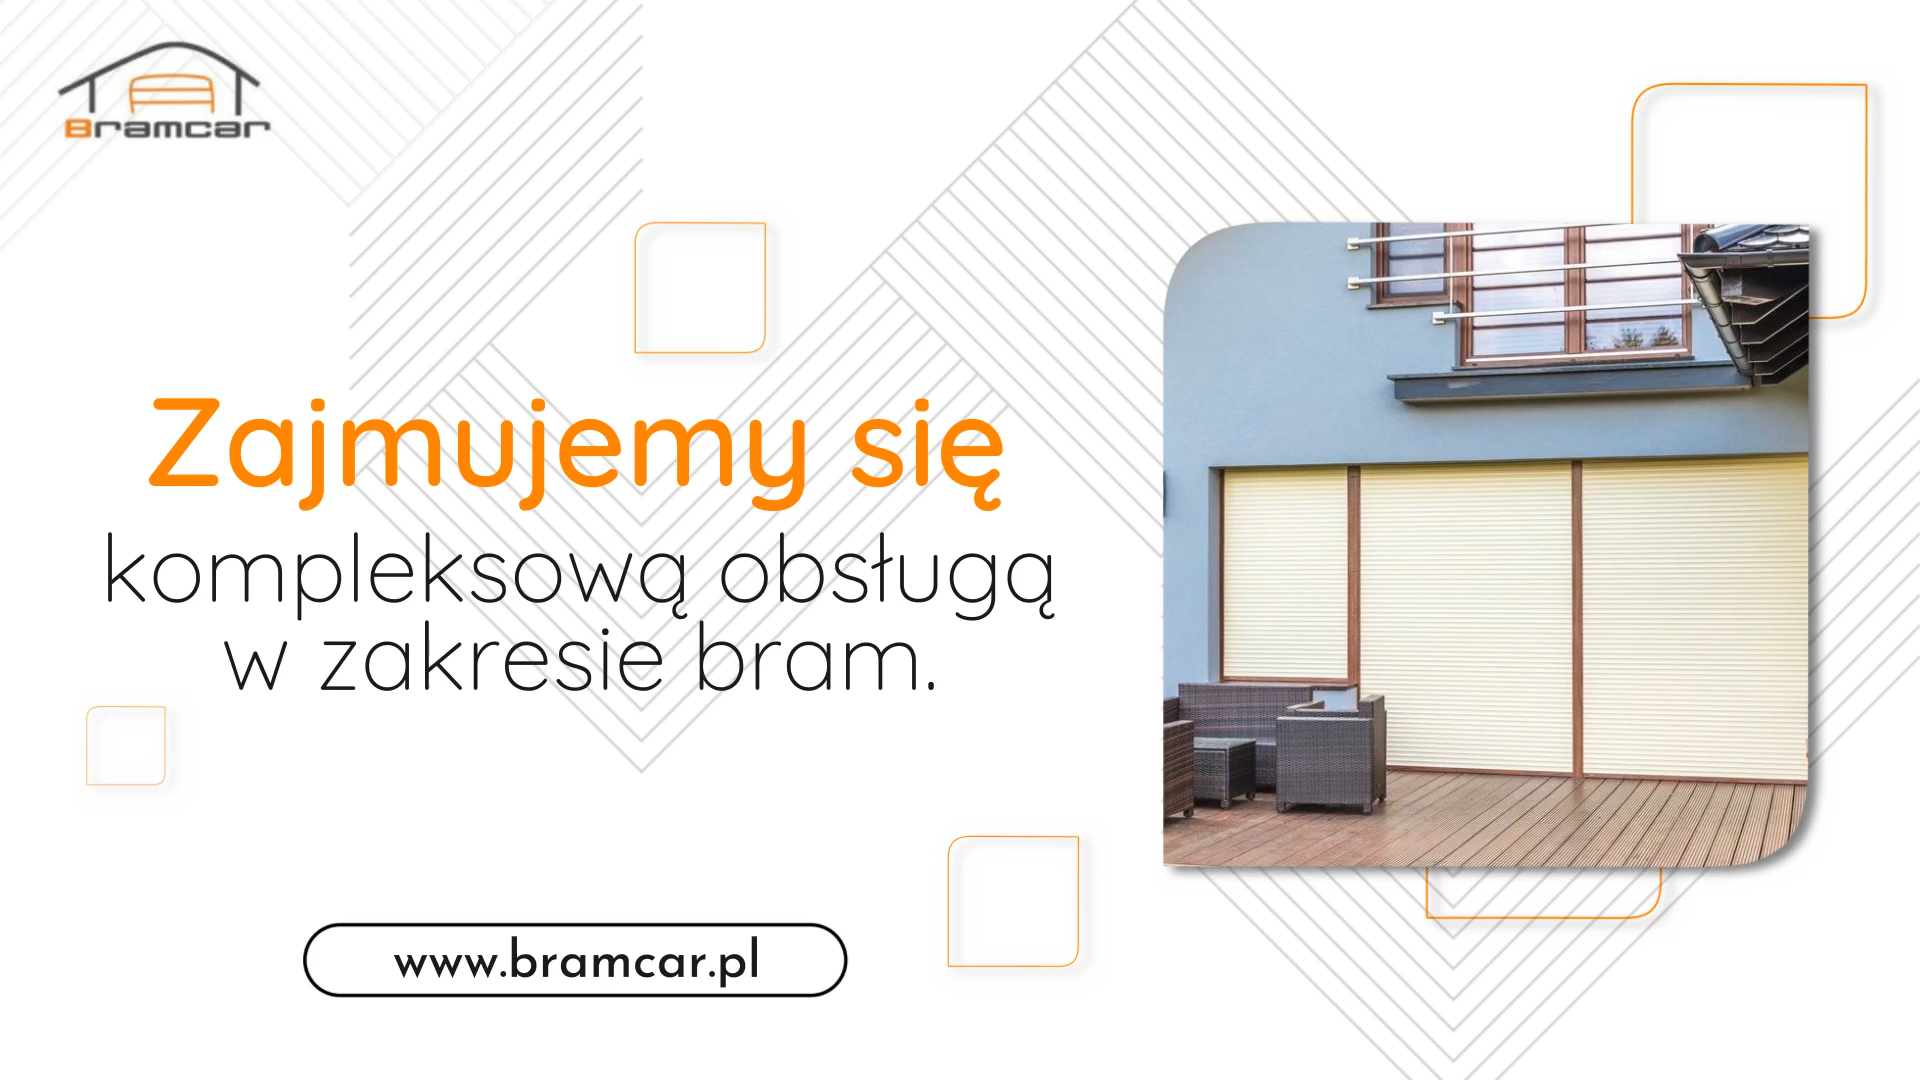 Bramcar
Zajmujemy się
kompleksową obsługą
w zakresie bram.
www.bramcar.pl